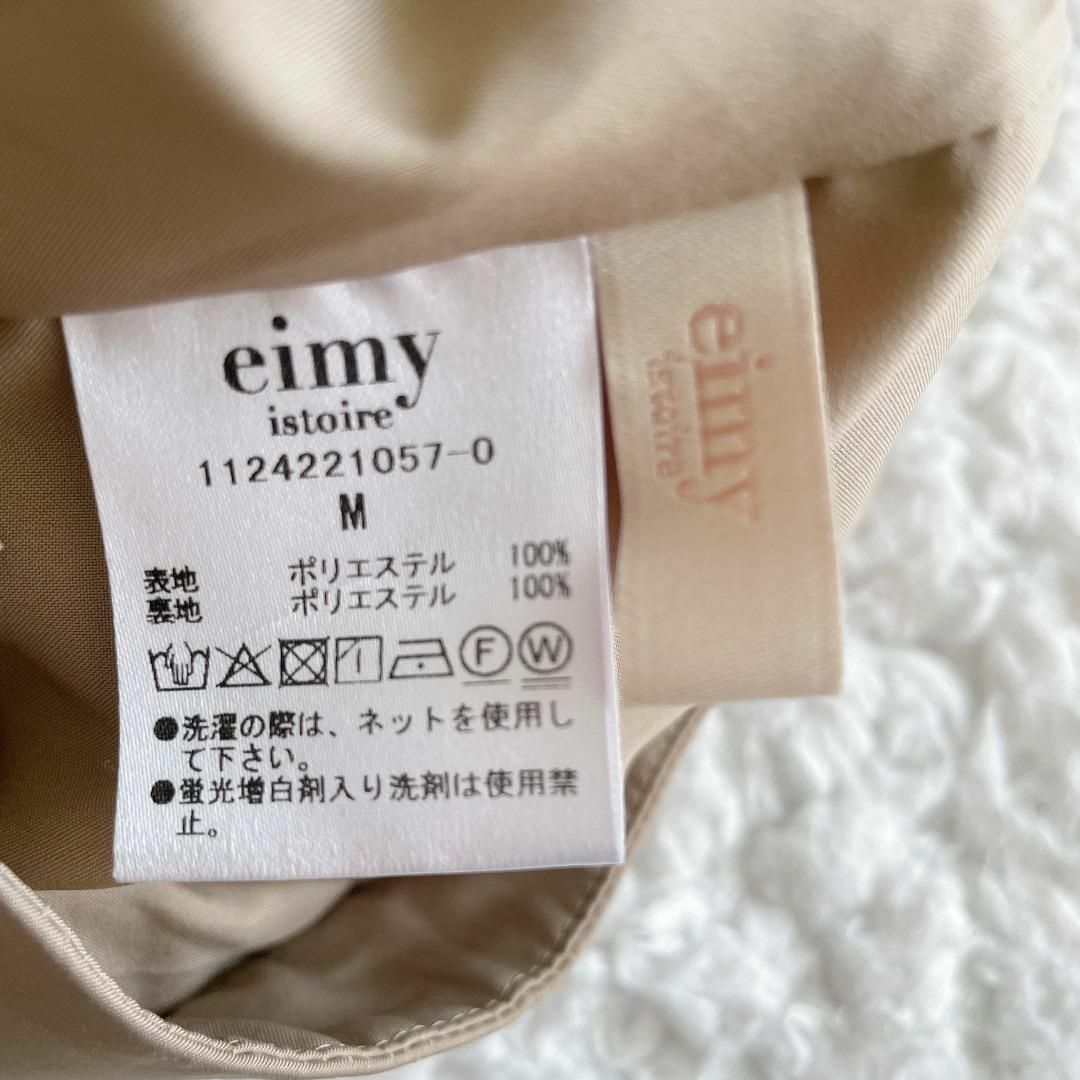 eimy
istoire
1124221057-0
M
表地 ポリエステル 100%
裏地 ポリエステル 100%
F W
●洗濯の際は、ネットを使用し
て下さい。
●蛍光増白剤入り洗剤は使用禁
止。
eimy
istoire